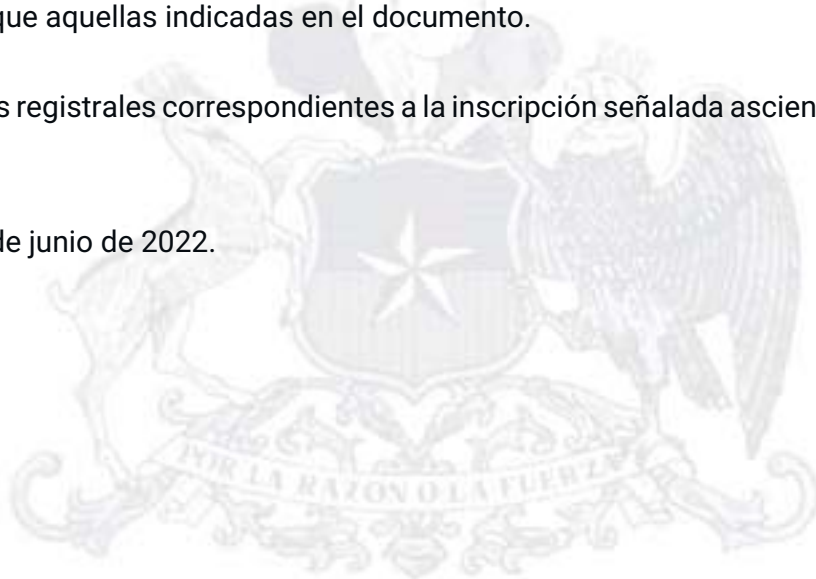 que aquellas indicadas en el documento.
s registrales correspondientes a la inscripción señalada ascien
de junio de 2022.
POR LA RAZON O LA FUERZA